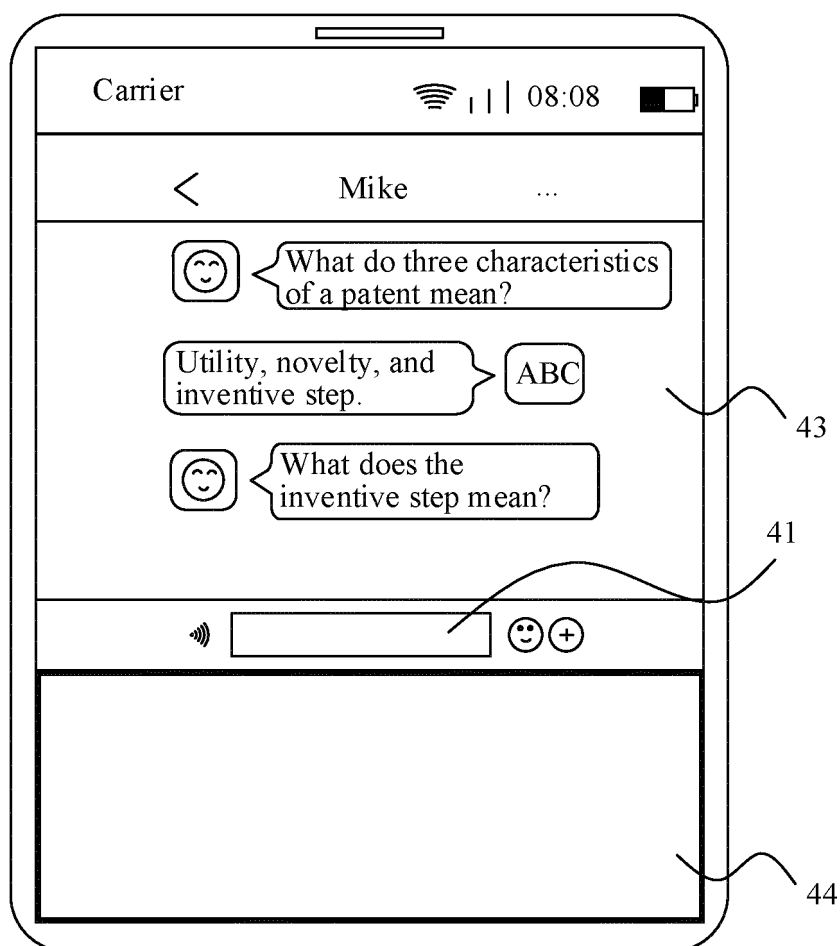 Carrier 08:08
Mike ...
What do three characteristics
of a patent mean?
Utility, novelty, and
inventive step.
ABC
43
What does the
inventive step mean?
41
44